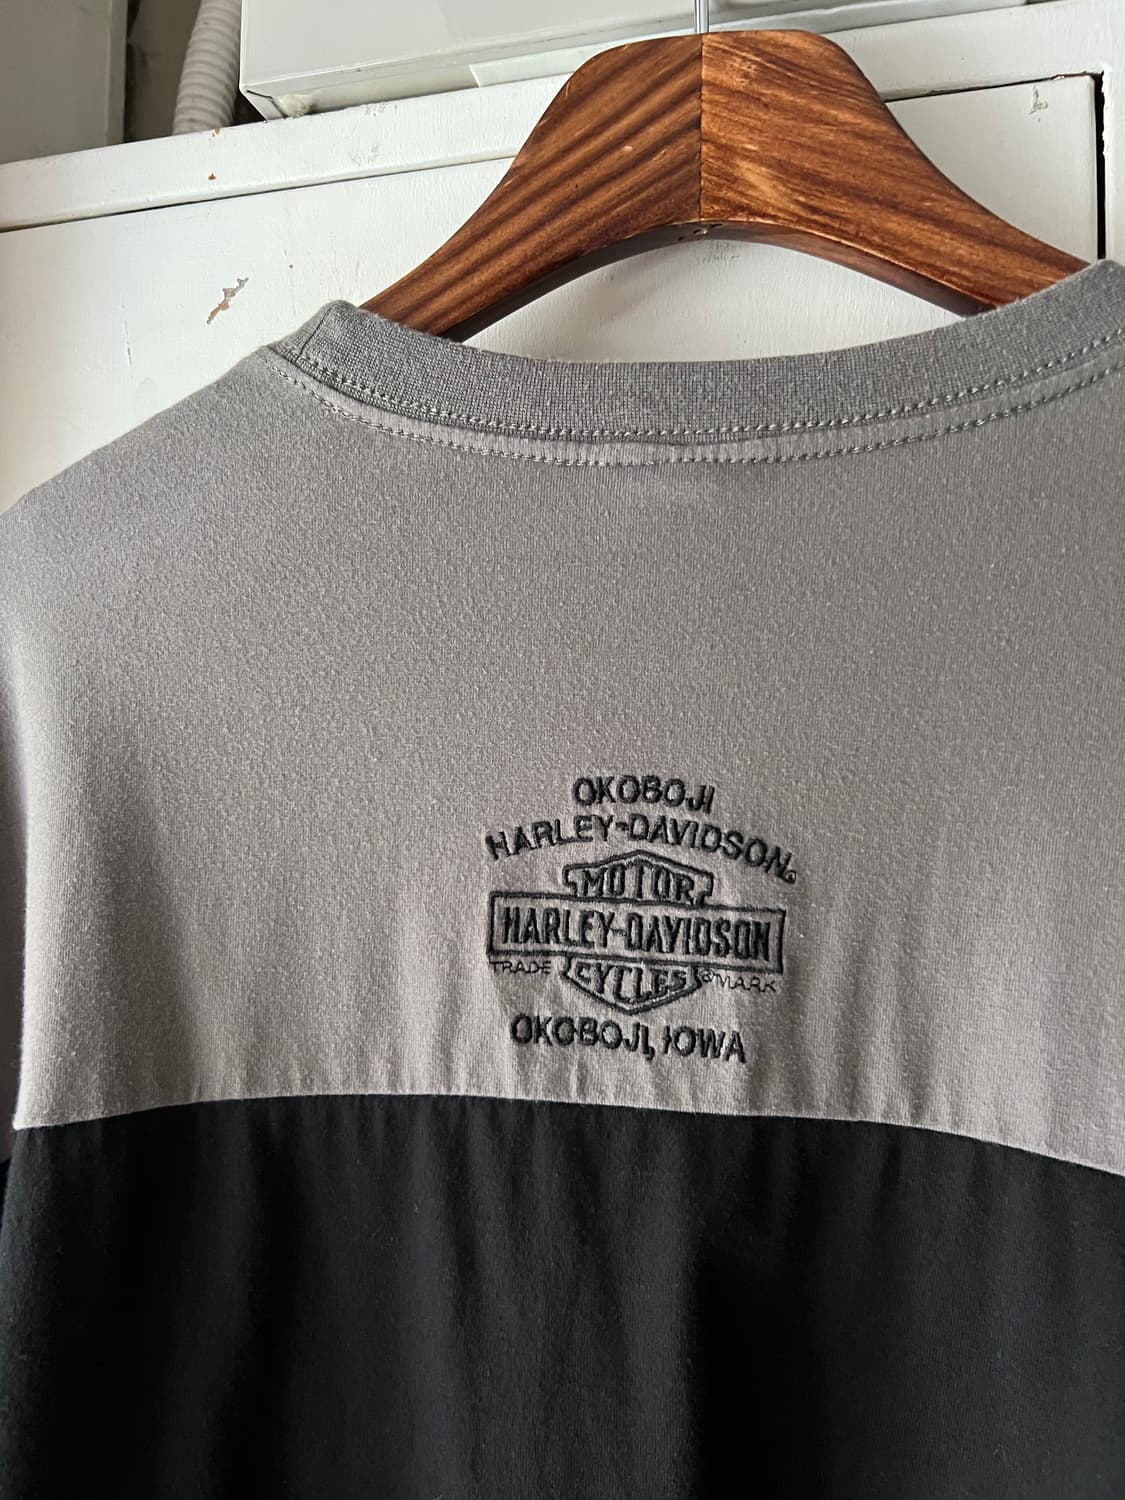 OKOBOJI
HARLEY-DAVIDSON®
MOTOR
HARLEY-DAVIDSON
TRADE CYCLES ® MARK
OKOBOJI, IOWA